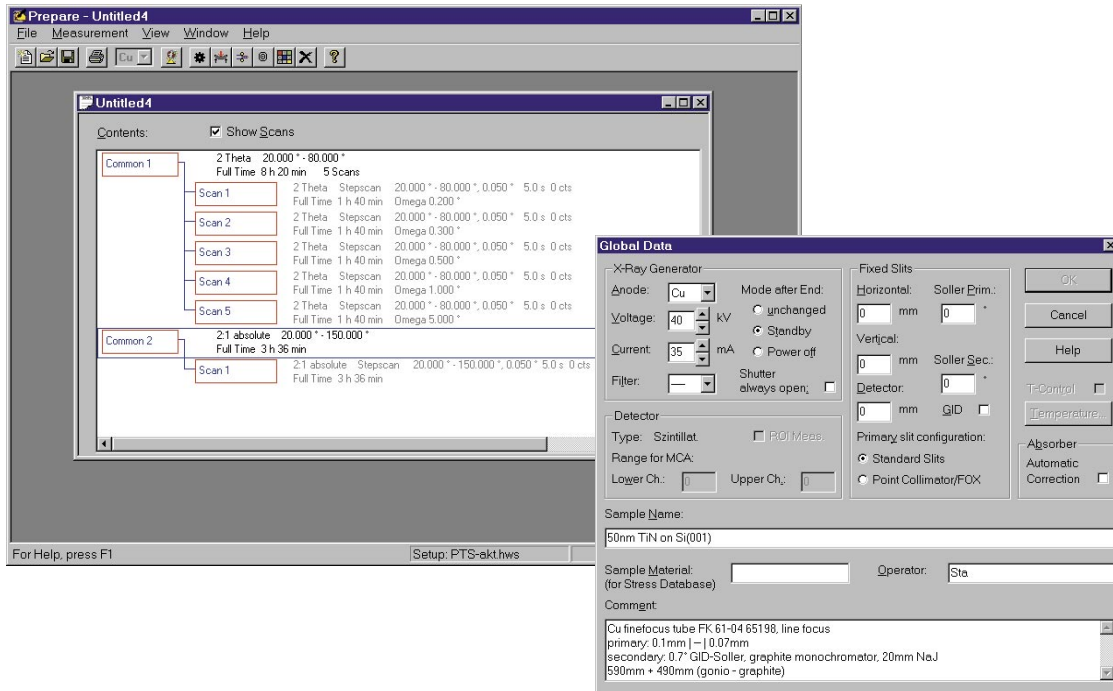 Prepare - Untitled4
File Measurement View Window Help
Cu
Untitled4
Contents: Show Scans
Common 1 2 Theta 20.000 ° - 80.000 °
Full Time 8 h 20 min 5 Scans
Scan 1 2 Theta Stepscan 20.000 ° - 80.000 °, 0.050 ° 5.0 s 0 cts
Full Time 1 h 40 min Omega 0.200 °
Scan 2 2 Theta Stepscan 20.000 ° - 80.000 °, 0.050 ° 5.0 s 0 cts
Full Time 1 h 40 min Omega 0.300 °
Scan 3 2 Theta Stepscan 20.000 ° - 80.000 °, 0.050 ° 5.0 s 0 cts
Full Time 1 h 40 min Omega 0.500 °
Scan 4 2 Theta Stepscan 20.000 ° - 80.000 °, 0.050 ° 5.0 s 0 cts
Full Time 1 h 40 min Omega 1.000 °
Scan 5 2 Theta Stepscan 20.000 ° - 80.000 °, 0.050 ° 5.0 s 0 cts
Full Time 1 h 40 min Omega 5.000 °
Common 2 2:1 absolute 20.000 ° - 150.000 °
Full Time 3 h 36 min
Scan 1 2:1 absolute Stepscan 20.000 ° - 150.000 °, 0.050 ° 5.0 s 0 cts
Full Time 3 h 36 min
For Help, press F1 Setup: PTS-akt.hws
Global Data
X-Ray Generator
Anode: Cu Mode after End:
unchanged
Voltage: 40 kV Standby
Current: 35 mA Power off
Filter: — Shutter always open:
Detector
Type: Szintillat. ROI Meas.
Range for MCA:
Lower Ch.: 0 Upper Ch.: 0
Fixed Slits
Horizontal: Soller Prim.:
0 mm 0 °
Vertical:
0 mm Soller Sec.:
Detector: 0 °
0 mm GID
Primary slit configuration:
Standard Slits
Point Collimator/FOX
OK
Cancel
Help
T-Control
Temperature...
Absorber
Automatic
Correction
Sample Name:
50nm TiN on Si(001)
Sample Material:
(for Stress Database)
Operator: Sta
Comment:
Cu finefocus tube FK 61-04 65198, line focus
primary: 0.1mm | – | 0.07mm
secondary: 0.7° GID-Soller, graphite monochromator, 20mm NaJ
590mm + 490mm (gonio - graphite)